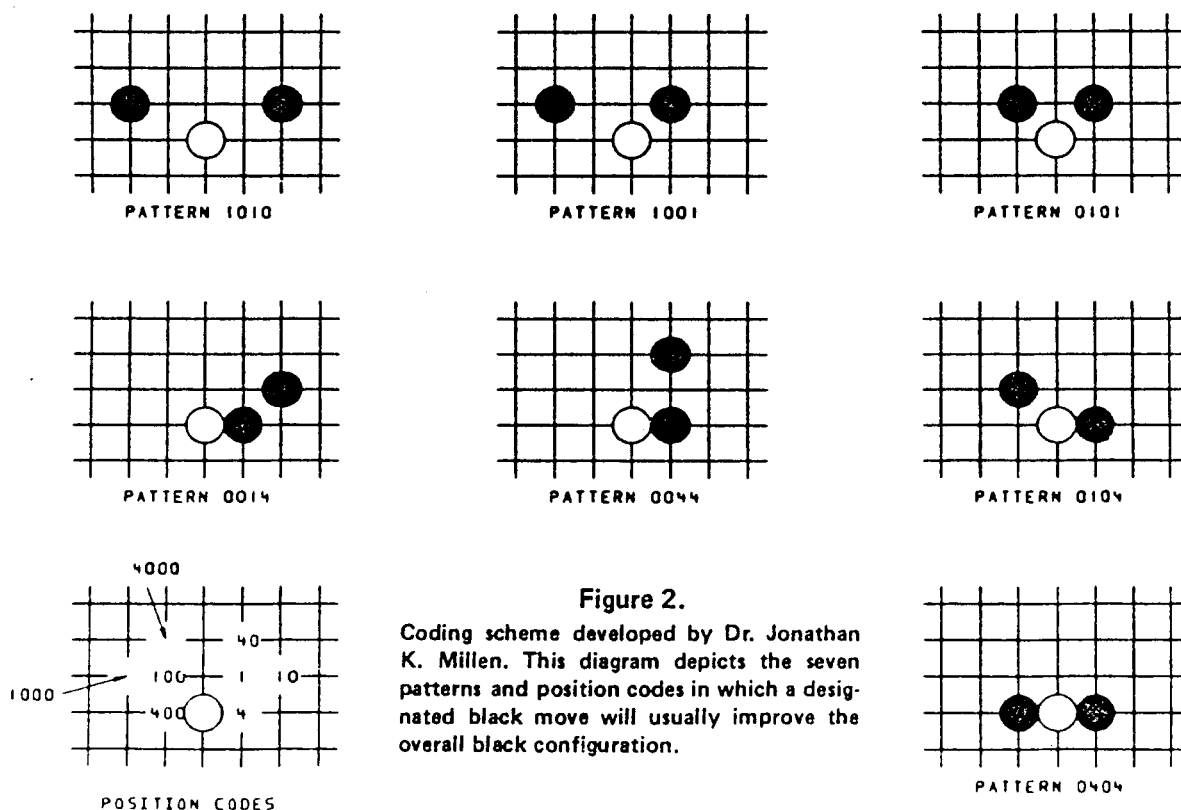 PATTERN 1010
PATTERN 1001
PATTERN 0101
PATTERN 0014
PATTERN 0044
PATTERN 0104
4000
40
1000
100 1 10
400 4
POSITION CODES
Figure 2.
Coding scheme developed by Dr. Jonathan
K. Millen. This diagram depicts the seven
patterns and position codes in which a desig-
nated black move will usually improve the
overall black configuration.
PATTERN 0404